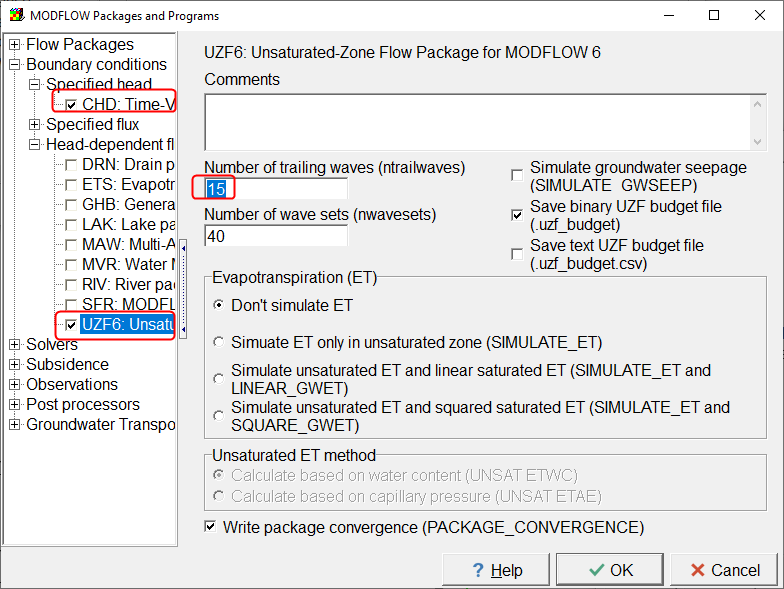 MODFLOW Packages and Programs
Flow Packages
Boundary conditions
Specified head
CHD: Time-V
Specified flux
Head-dependent fl
DRN: Drain p
ETS: Evapotr
GHB: Genera
LAK: Lake pa
MAW: Multi-A
MVR: Water M
RIV: River pac
SFR: MODFL
UZF6: Unsatu
Solvers
Subsidence
Observations
Post processors
Groundwater Transpo
UZF6: Unsaturated-Zone Flow Package for MODFLOW 6
Comments
Number of trailing waves (ntrailwaves)
15
Number of wave sets (nwavesets)
40
Simulate groundwater seepage
(SIMULATE_GWSEEP)
Save binary UZF budget file
(.uzf_budget)
Save text UZF budget file
(.uzf_budget.csv)
Evapotranspiration (ET)
Don't simulate ET
Simuate ET only in unsaturated zone (SIMULATE_ET)
Simulate unsaturated ET and linear saturated ET (SIMULATE_ET and
LINEAR_GWET)
Simulate unsaturated ET and squared saturated ET (SIMULATE_ET and
SQUARE_GWET)
Unsaturated ET method
Calculate based on water content (UNSAT ETWC)
Calculate based on capillary pressure (UNSAT ETAE)
Write package convergence (PACKAGE_CONVERGENCE)
? Help
OK
Cancel